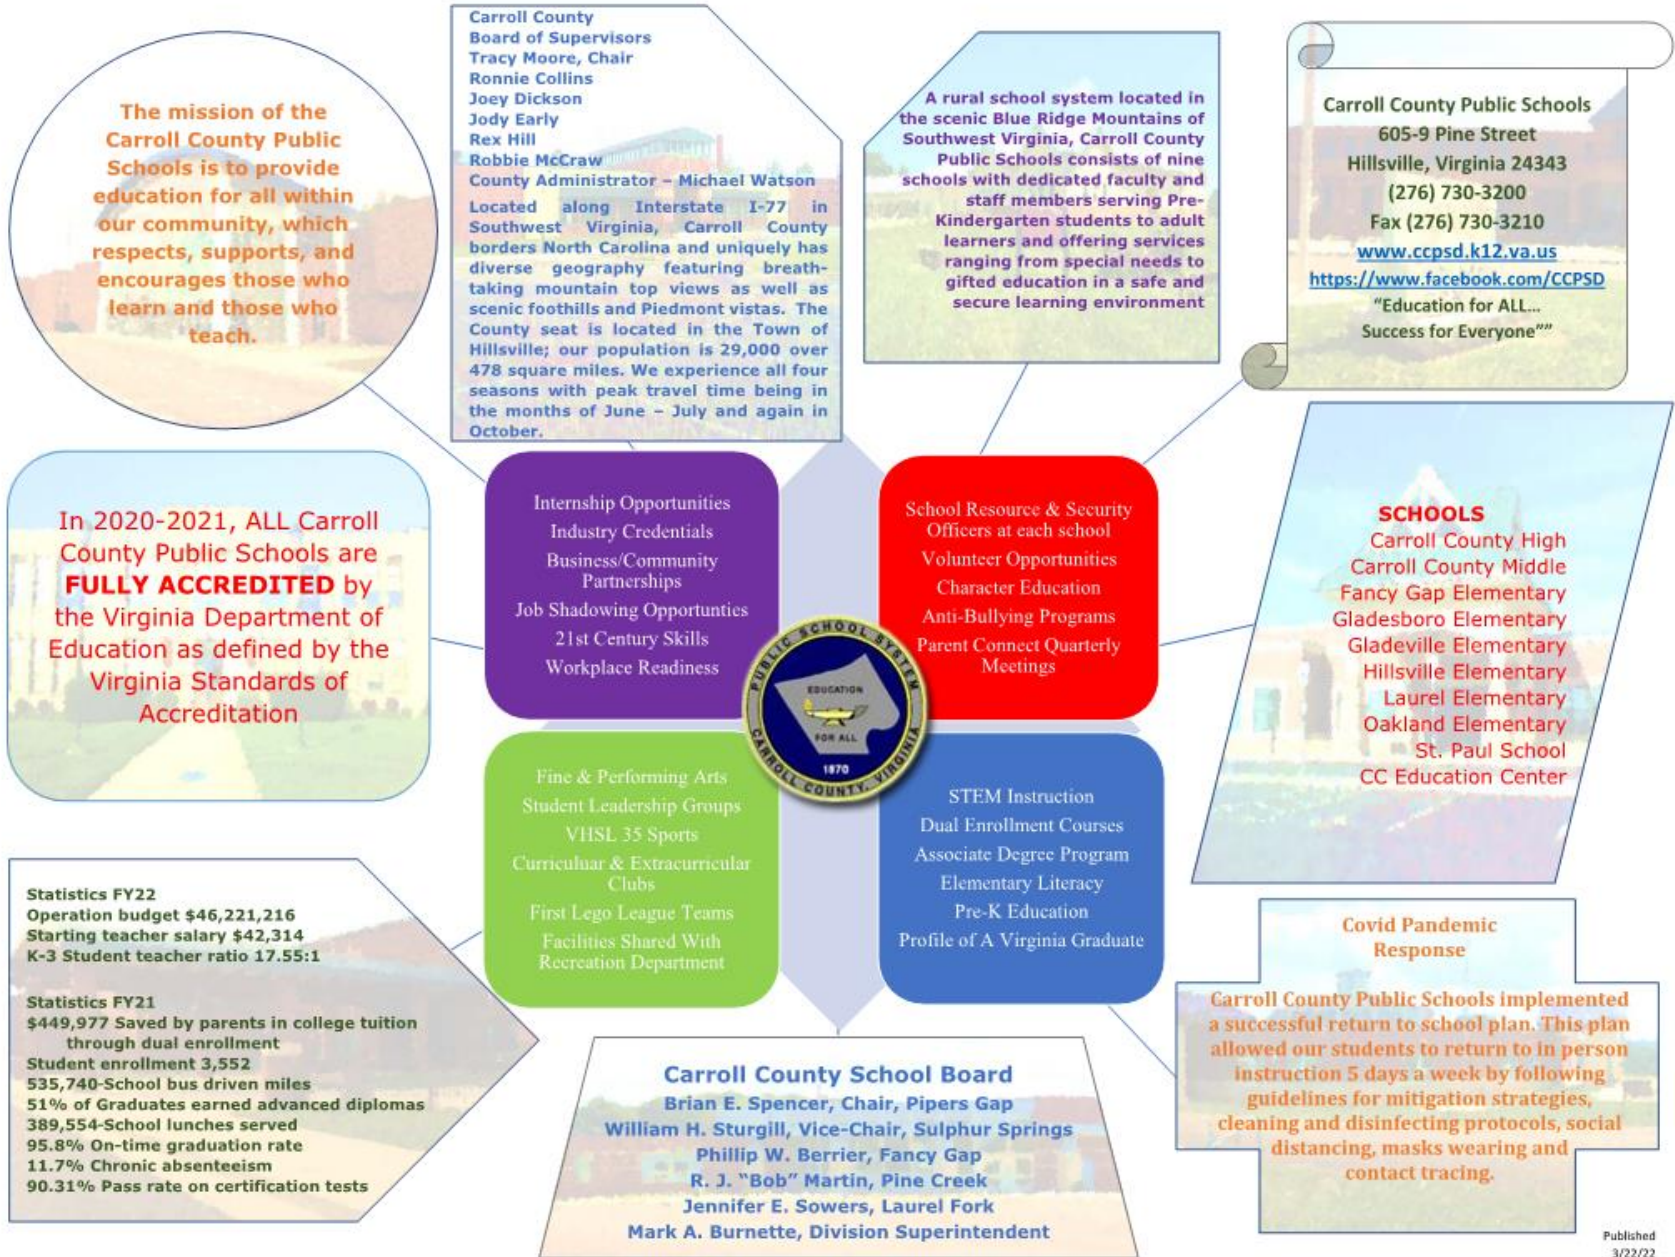 The mission of the
Carroll County Public
Schools is to provide
education for all within
our community, which
respects, supports, and
encourages those who
learn and those who
teach.
Carroll County
Board of Supervisors
Tracy Moore, Chair
Ronnie Collins
Joey Dickson
Jody Early
Rex Hill
Robbie McCraw
County Administrator – Michael Watson
Located along Interstate I-77 in
Southwest Virginia, Carroll County
borders North Carolina and uniquely has
diverse geography featuring breath-
taking mountain top views as well as
scenic foothills and Piedmont vistas. The
County seat is located in the Town of
Hillsville; our population is 29,000 over
478 square miles. We experience all four
seasons with peak travel time being in
the months of June – July and again in
October.
A rural school system located in
the scenic Blue Ridge Mountains of
Southwest Virginia, Carroll County
Public Schools consists of nine
schools with dedicated faculty and
staff members serving Pre-
Kindergarten students to adult
learners and offering services
ranging from special needs to
gifted education in a safe and
secure learning environment
Carroll County Public Schools
605-9 Pine Street
Hillsville, Virginia 24343
(276) 730-3200
Fax (276) 730-3210
www.ccpsd.k12.va.us
https://www.facebook.com/CCPSD
“Education for ALL…
Success for Everyone””
In 2020-2021, ALL Carroll
County Public Schools are
FULLY ACCREDITED by
the Virginia Department of
Education as defined by the
Virginia Standards of
Accreditation
Internship Opportunities
Industry Credentials
Business/Community
Partnerships
Job Shadowing Opportunties
21st Century Skills
Workplace Readiness
School Resource & Security
Officers at each school
Volunteer Opportunities
Character Education
Anti-Bullying Programs
Parent Connect Quarterly
Meetings
SCHOOLS
Carroll County High
Carroll County Middle
Fancy Gap Elementary
Gladesboro Elementary
Gladeville Elementary
Hillsville Elementary
Laurel Elementary
Oakland Elementary
St. Paul School
CC Education Center
PUBLIC SCHOOL SYSTEM
EDUCATION
FOR ALL
1870
CARROLL COUNTY, VIRGINIA
Fine & Performing Arts
Student Leadership Groups
VHSL 35 Sports
Curriculuar & Extracurricular
Clubs
First Lego League Teams
Facilities Shared With
Recreation Department
STEM Instruction
Dual Enrollment Courses
Associate Degree Program
Elementary Literacy
Pre-K Education
Profile of A Virginia Graduate
Statistics FY22
Operation budget $46,221,216
Starting teacher salary $42,314
K-3 Student teacher ratio 17.55:1
Statistics FY21
$449,977 Saved by parents in college tuition
through dual enrollment
Student enrollment 3,552
535,740-School bus driven miles
51% of Graduates earned advanced diplomas
389,554-School lunches served
95.8% On-time graduation rate
11.7% Chronic absenteeism
90.31% Pass rate on certification tests
Carroll County School Board
Brian E. Spencer, Chair, Pipers Gap
William H. Sturgill, Vice-Chair, Sulphur Springs
Phillip W. Berrier, Fancy Gap
R. J. “Bob” Martin, Pine Creek
Jennifer E. Sowers, Laurel Fork
Mark A. Burnette, Division Superintendent
Covid Pandemic
Response
Carroll County Public Schools implemented
a successful return to school plan. This plan
allowed our students to return to in person
instruction 5 days a week by following
guidelines for mitigation strategies,
cleaning and disinfecting protocols, social
distancing, masks wearing and
contact tracing.
Published
3/22/22